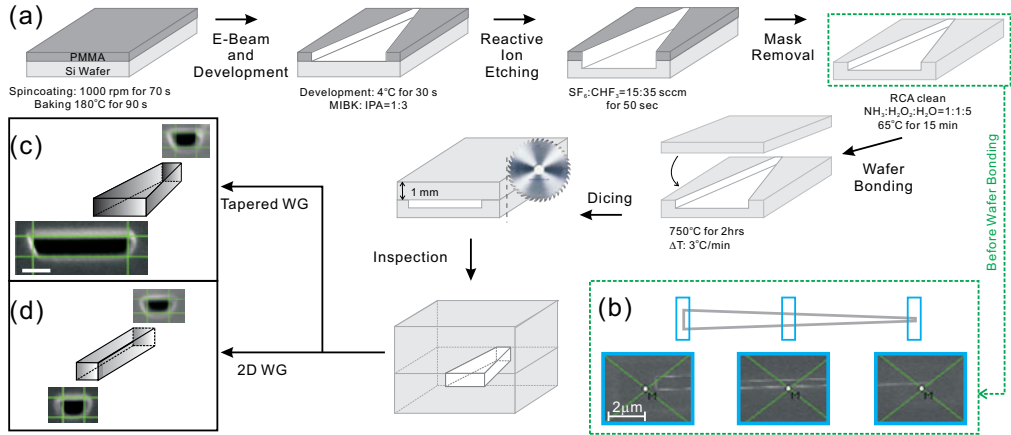 (a)
PMMA
Si Wafer
Spincoating: 1000 rpm for 70 s
Baking 180°C for 90 s
E-Beam
and
Development
Development: 4°C for 30 s
MIBK: IPA=1:3
Reactive
Ion
Etching
SF₆:CHF₃=15:35 sccm
for 50 sec
Mask
Removal
RCA clean
NH₃:H₂O₂:H₂O=1:1:5
65°C for 15 min
Wafer
Bonding
750°C for 2hrs
ΔT: 3°C/min
Dicing
1 mm
Inspection
Before Wafer Bonding
(c)
Tapered WG
(d)
2D WG
(b)
2μm
M
M
M